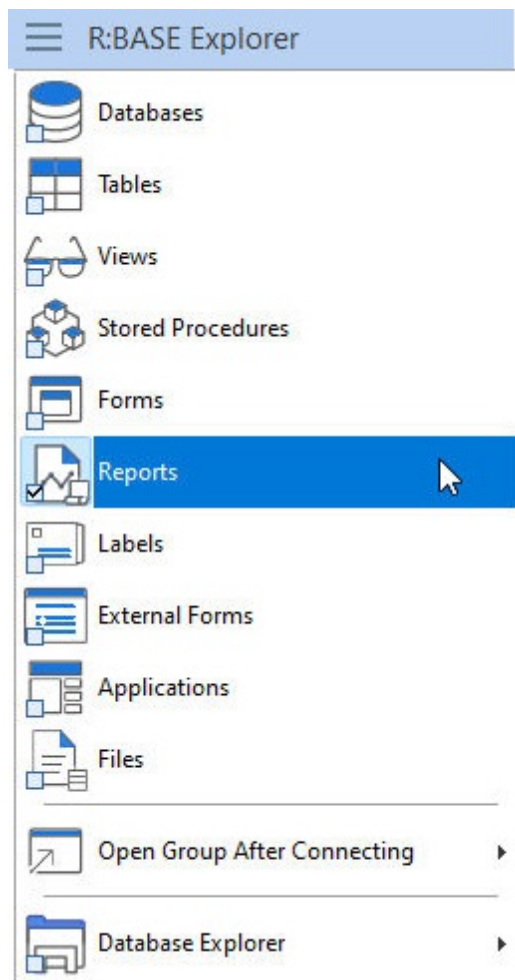 R:BASE Explorer
Databases
Tables
Views
Stored Procedures
Forms
Reports
Labels
External Forms
Applications
Files
Open Group After Connecting
Database Explorer